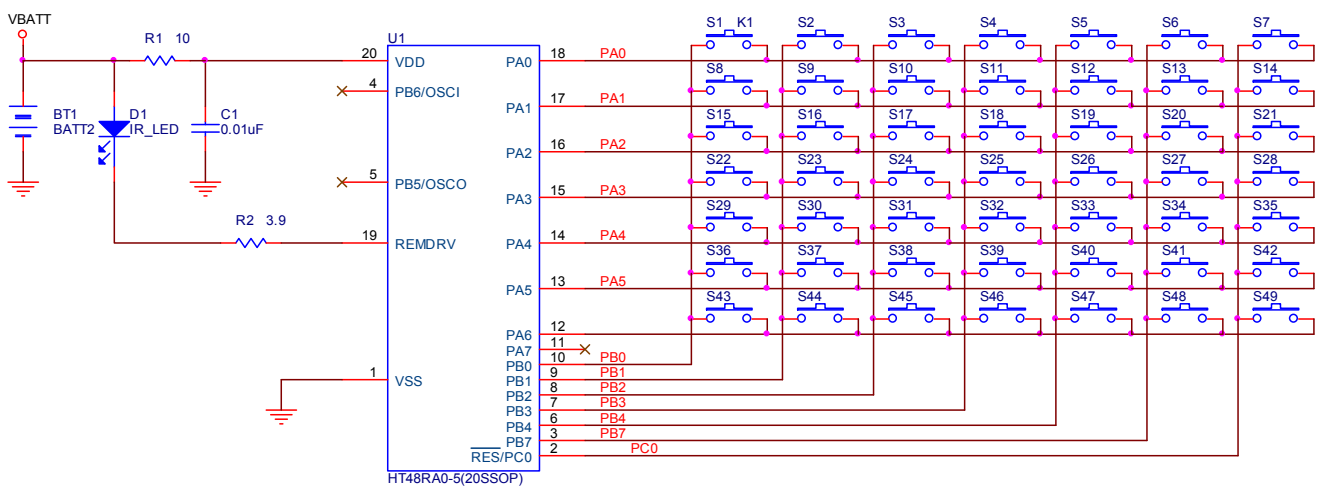 VBATT
S1 K1 S2 S3 S4 S5 S6 S7
R1 10
U1
20 VDD PA0 18 PA0
S8 S9 S10 S11 S12 S13 S14
4 PB6/OSCI PA1 17 PA1
BT1 D1 C1
BATT2 IR_LED 0.01uF
S15 S16 S17 S18 S19 S20 S21
PA2 16 PA2
S22 S23 S24 S25 S26 S27 S28
5 PB5/OSCO PA3 15 PA3
S29 S30 S31 S32 S33 S34 S35
R2 3.9
19 REMDRV PA4 14 PA4
S36 S37 S38 S39 S40 S41 S42
PA5 13 PA5
S43 S44 S45 S46 S47 S48 S49
PA6 12
PA7 11
PB0 10 PB0
1 VSS PB1 9 PB1
PB2 8 PB2
PB3 7 PB3
PB4 6 PB4
PB7 3 PB7
RES/PC0 2 PC0
HT48RA0-5(20SSOP)